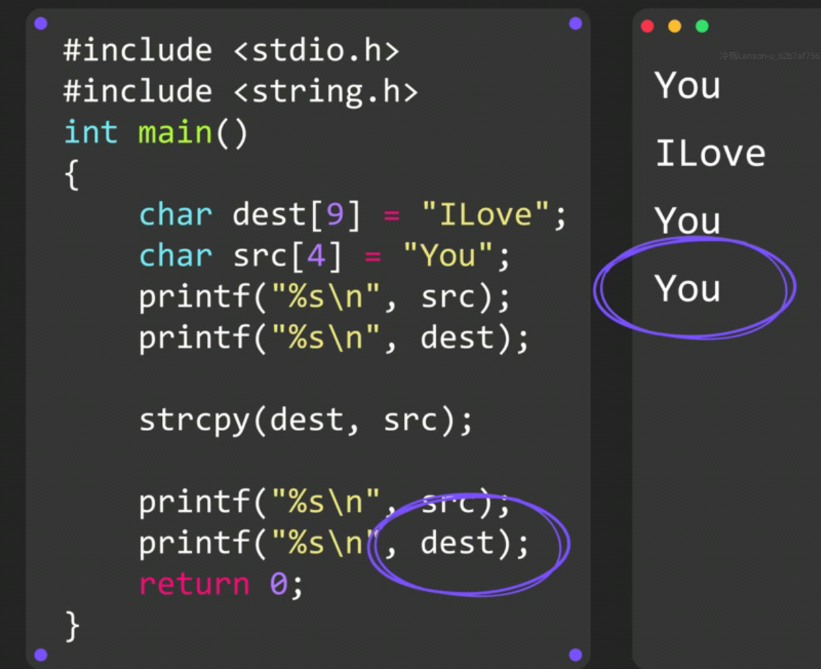 #include <stdio.h>
#include <string.h>
int main()
{
    char dest[9] = "ILove";
    char src[4] = "You";
    printf("%s\n", src);
    printf("%s\n", dest);

    strcpy(dest, src);

    printf("%s\n", src);
    printf("%s\n", dest);
    return 0;
}
You
ILove
You
You